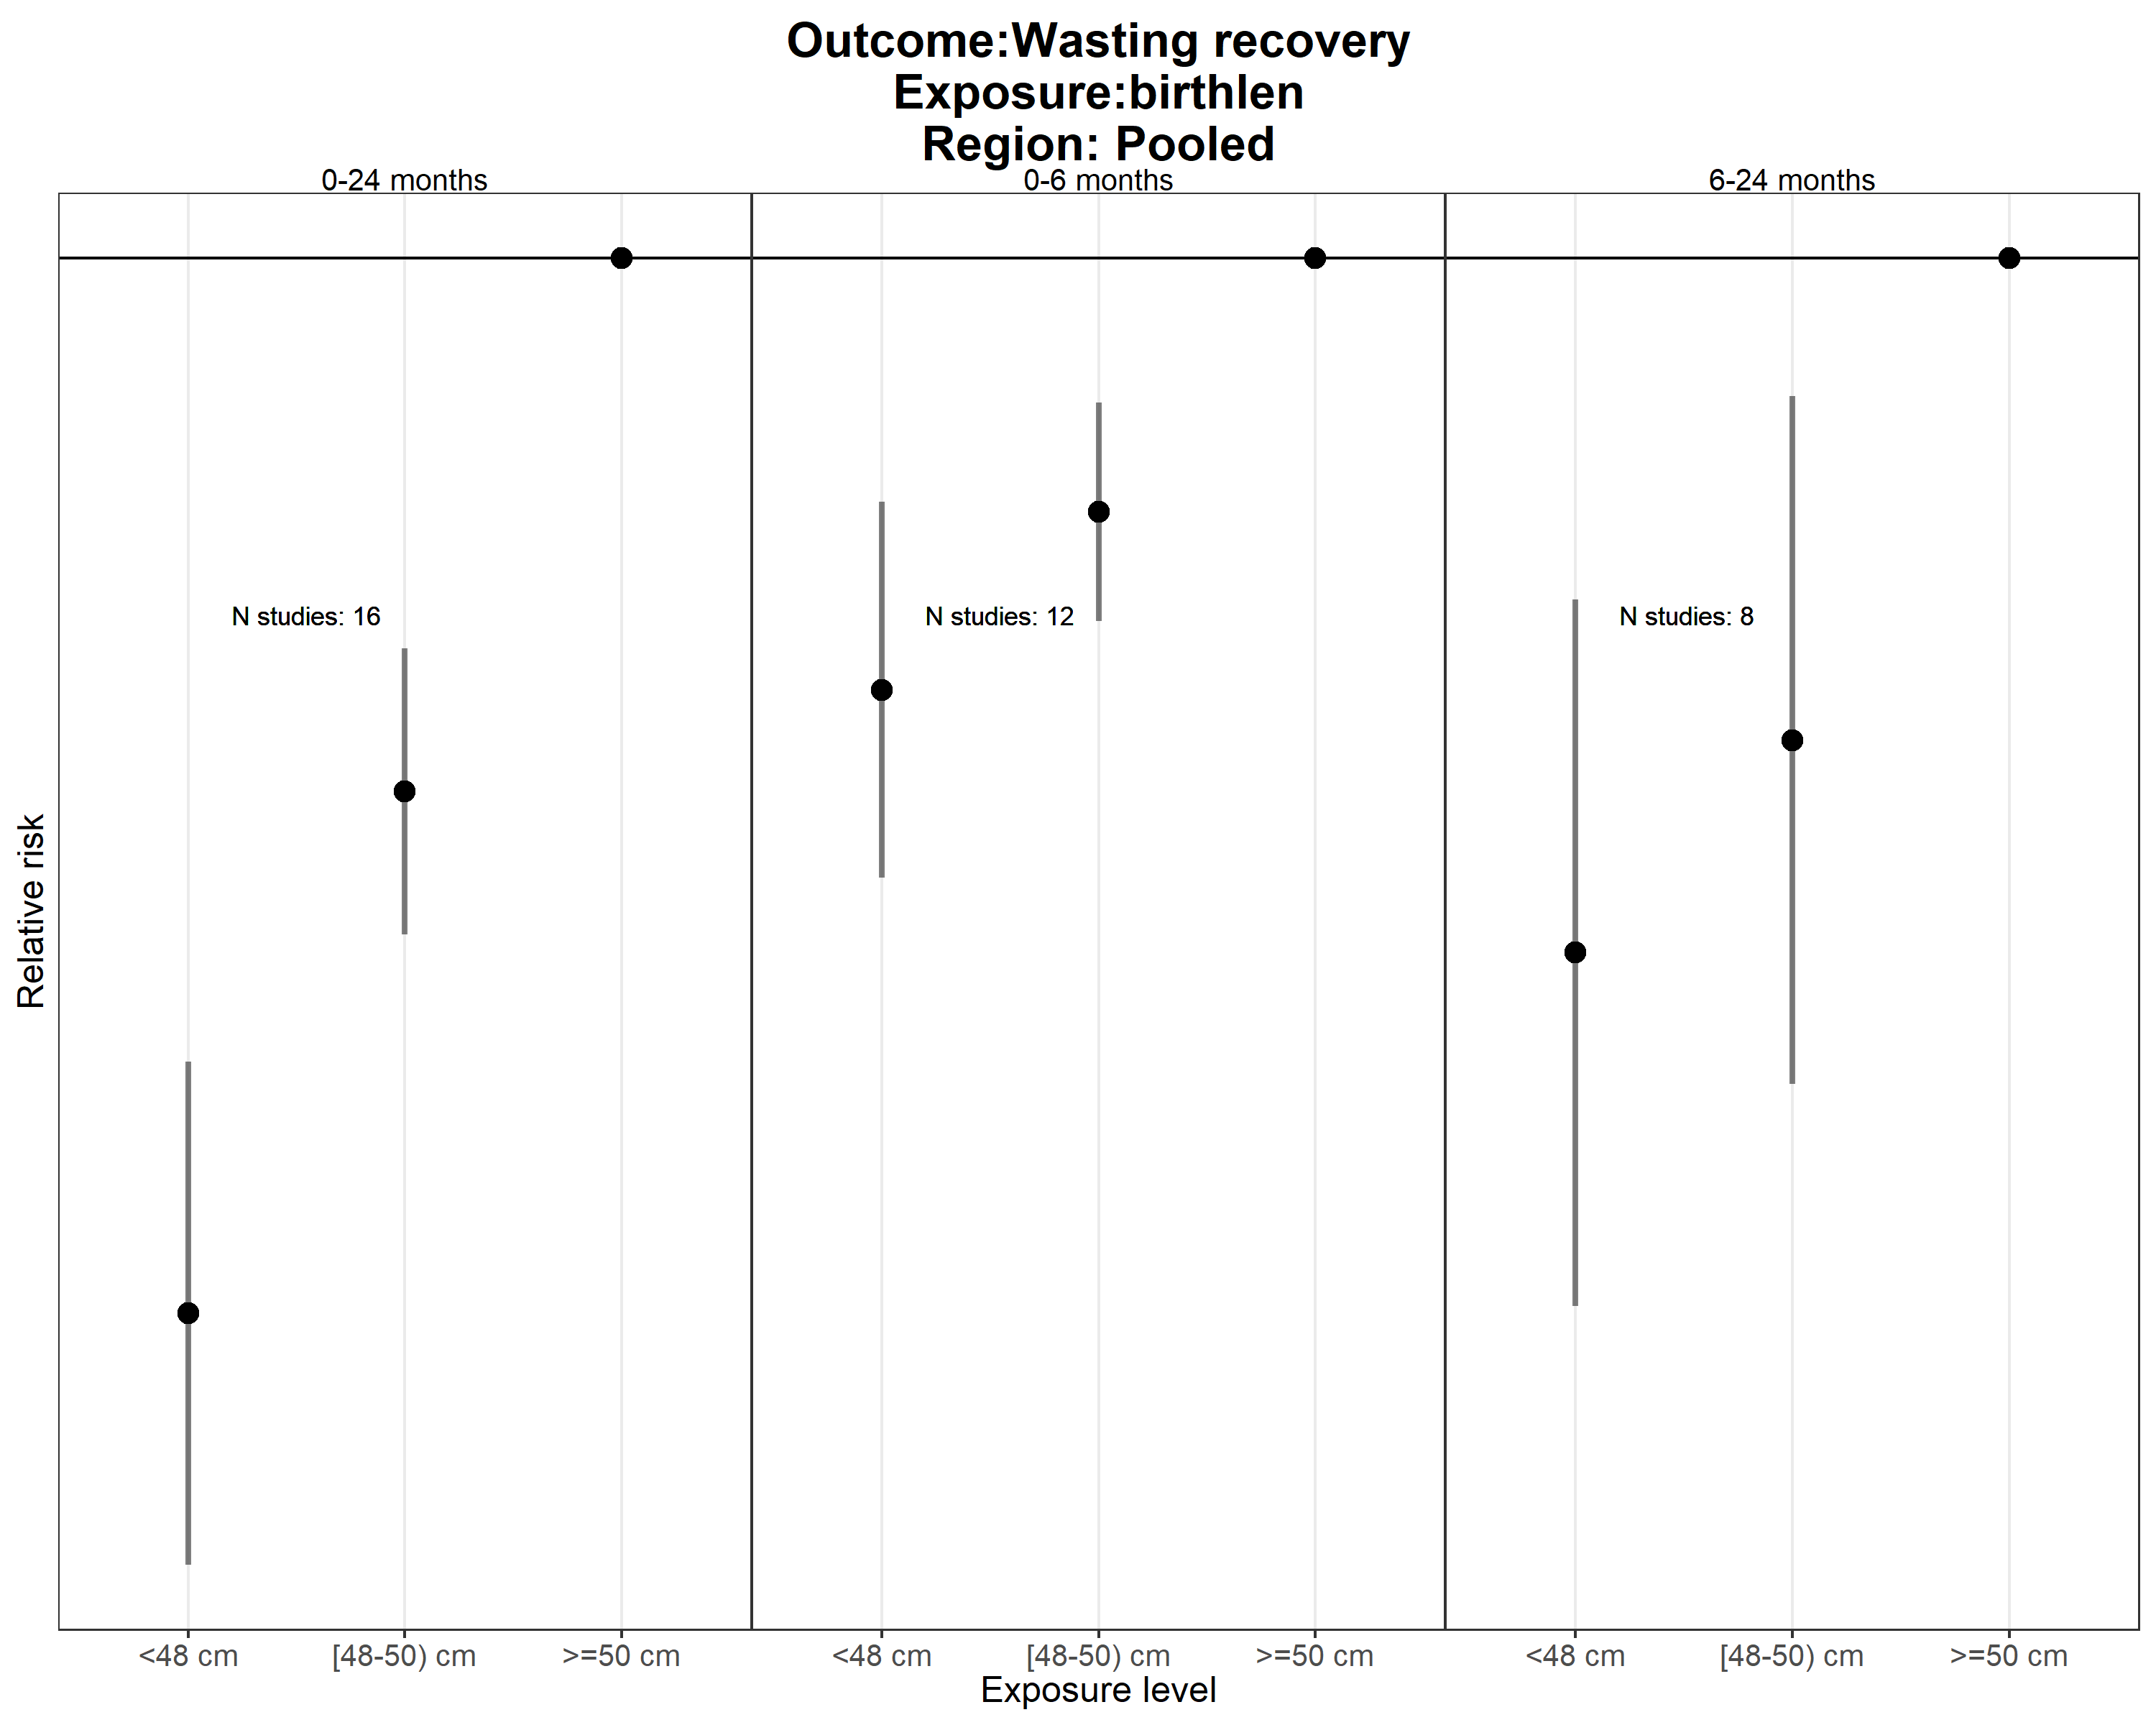 Outcome:Wasting recovery
Exposure:birthlen
Region: Pooled
0-24 months
0-6 months
6-24 months
N studies: 16
N studies: 12
N studies: 8
Relative risk
<48 cm
[48-50) cm
>=50 cm
<48 cm
[48-50) cm
>=50 cm
<48 cm
[48-50) cm
>=50 cm
Exposure level